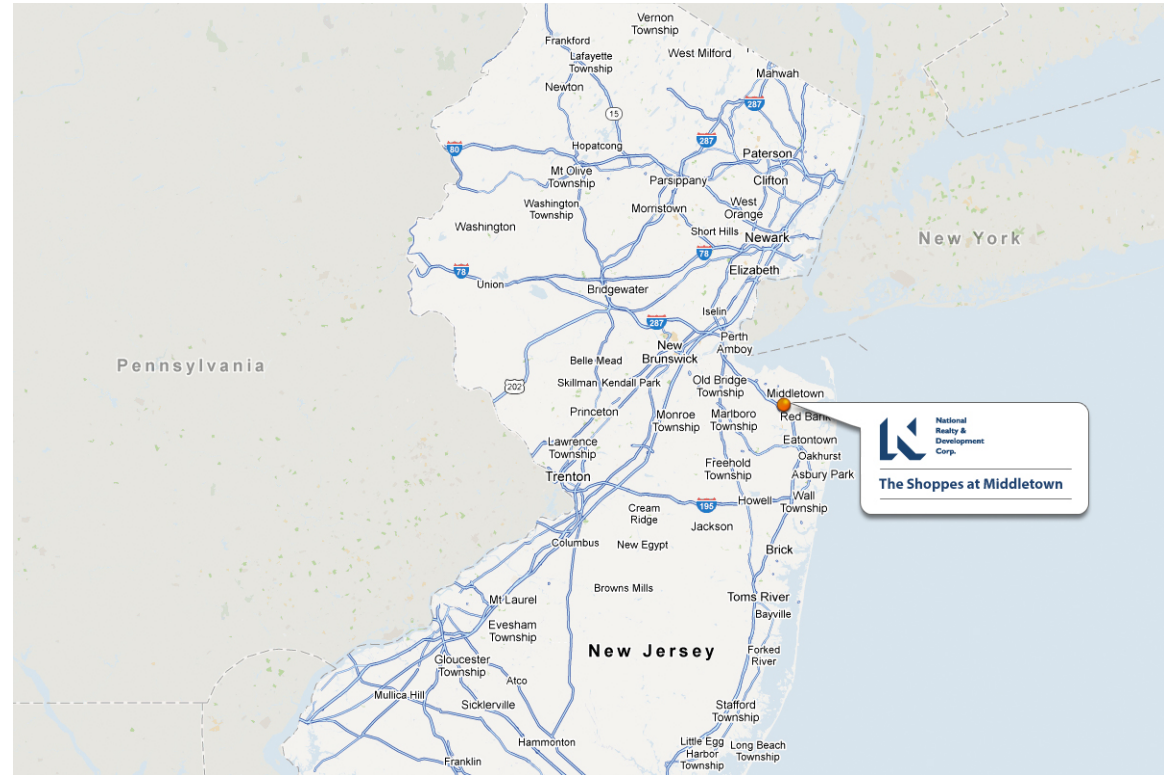 Vernon
Township
Frankford
West Milford
Lafayette
Township
Mahwah
Newton
287
15
287
Hopatcong
80
Paterson
Mt Olive
Township
Parsippany
Clifton
Washington
Township
Morristown
West
Orange
Washington
Short Hills
Newark
New York
78
78
Elizabeth
Union
Bridgewater
Iselin
287
Perth
Amboy
New
Brunswick
Belle Mead
Pennsylvania
Skillman
Kendall Park
202
Old Bridge
Township
Middletown
Princeton
Monroe
Township
Marlboro
Township
Red Bank
National
Realty &
Development
Corp.
The Shoppes at Middletown
Lawrence
Township
Eatontown
Oakhurst
Freehold
Township
Asbury Park
Trenton
195
Howell
Wall
Township
Cream
Ridge
Jackson
Columbus
New Egypt
Brick
Browns Mills
Toms River
Mt Laurel
Bayville
Evesham
Township
New Jersey
Forked
River
Gloucester
Township
Atco
Mullica Hill
Sicklerville
Stafford
Township
Hammonton
Little Egg
Harbor
Township
Long Beach
Township
Franklin